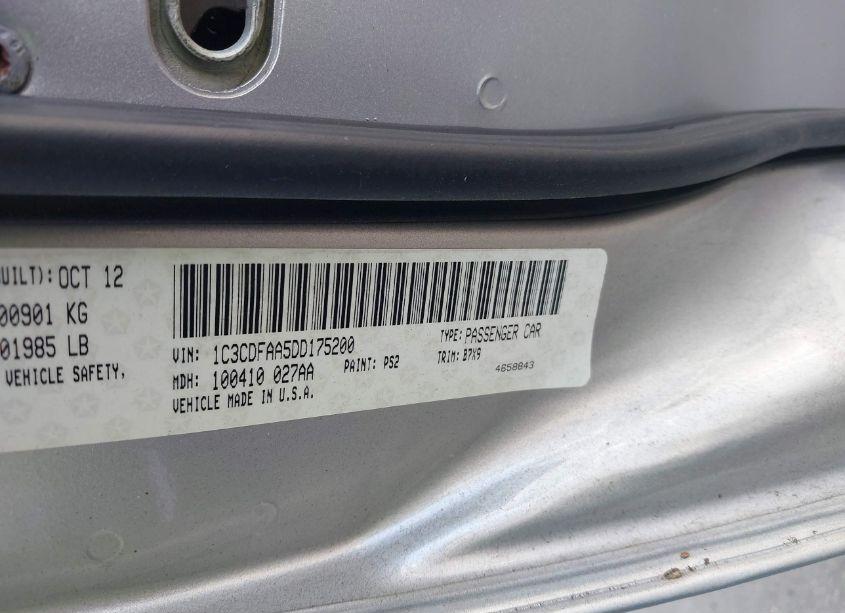 BUILT): OCT 12
00901 KG
01985 LB
VEHICLE SAFETY,
VIN: 1C3CDFAA5DD175200
TYPE: PASSENGER CAR
MDH: 100410 027AA
PAINT: PS2
TRIM: B7X9
VEHICLE MADE IN U.S.A.
4658843